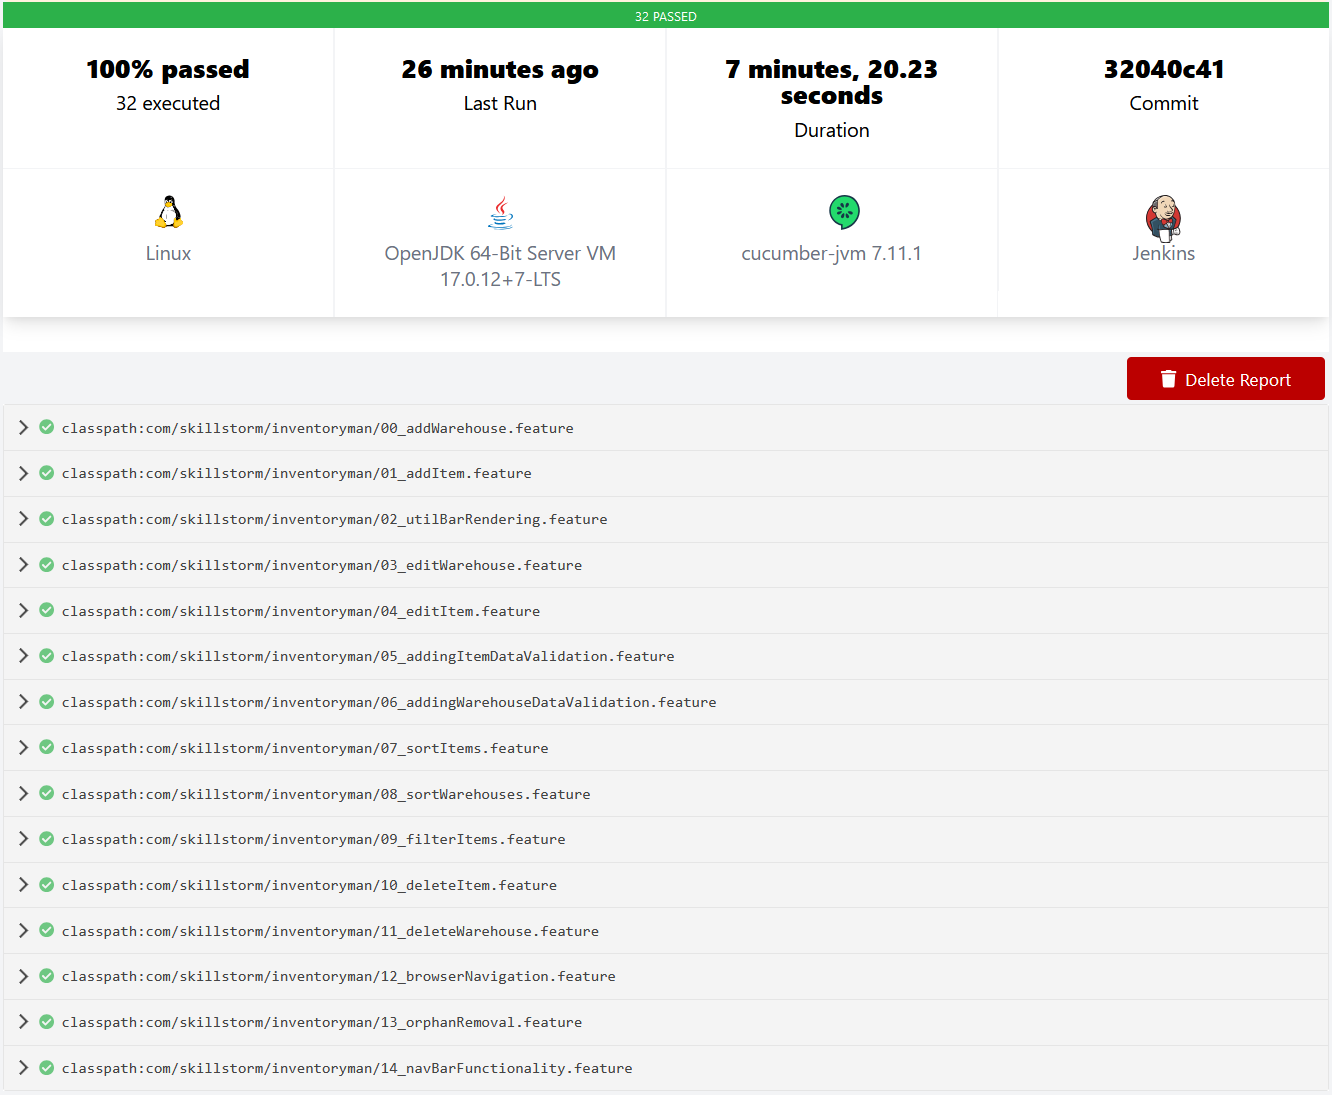 32 PASSED
100% passed
32 executed
26 minutes ago
Last Run
7 minutes, 20.23
seconds
Duration
32040c41
Commit
Linux
OpenJDK 64-Bit Server VM
17.0.12+7-LTS
cucumber-jvm 7.11.1
Jenkins
Delete Report
classpath:com/skillstorm/inventoryman/00_addWarehouse.feature
classpath:com/skillstorm/inventoryman/01_addItem.feature
classpath:com/skillstorm/inventoryman/02_utilBarRendering.feature
classpath:com/skillstorm/inventoryman/03_editWarehouse.feature
classpath:com/skillstorm/inventoryman/04_editItem.feature
classpath:com/skillstorm/inventoryman/05_addingItemDataValidation.feature
classpath:com/skillstorm/inventoryman/06_addingWarehouseDataValidation.feature
classpath:com/skillstorm/inventoryman/07_sortItems.feature
classpath:com/skillstorm/inventoryman/08_sortWarehouses.feature
classpath:com/skillstorm/inventoryman/09_filterItems.feature
classpath:com/skillstorm/inventoryman/10_deleteItem.feature
classpath:com/skillstorm/inventoryman/11_deleteWarehouse.feature
classpath:com/skillstorm/inventoryman/12_browserNavigation.feature
classpath:com/skillstorm/inventoryman/13_orphanRemoval.feature
classpath:com/skillstorm/inventoryman/14_navBarFunctionality.feature